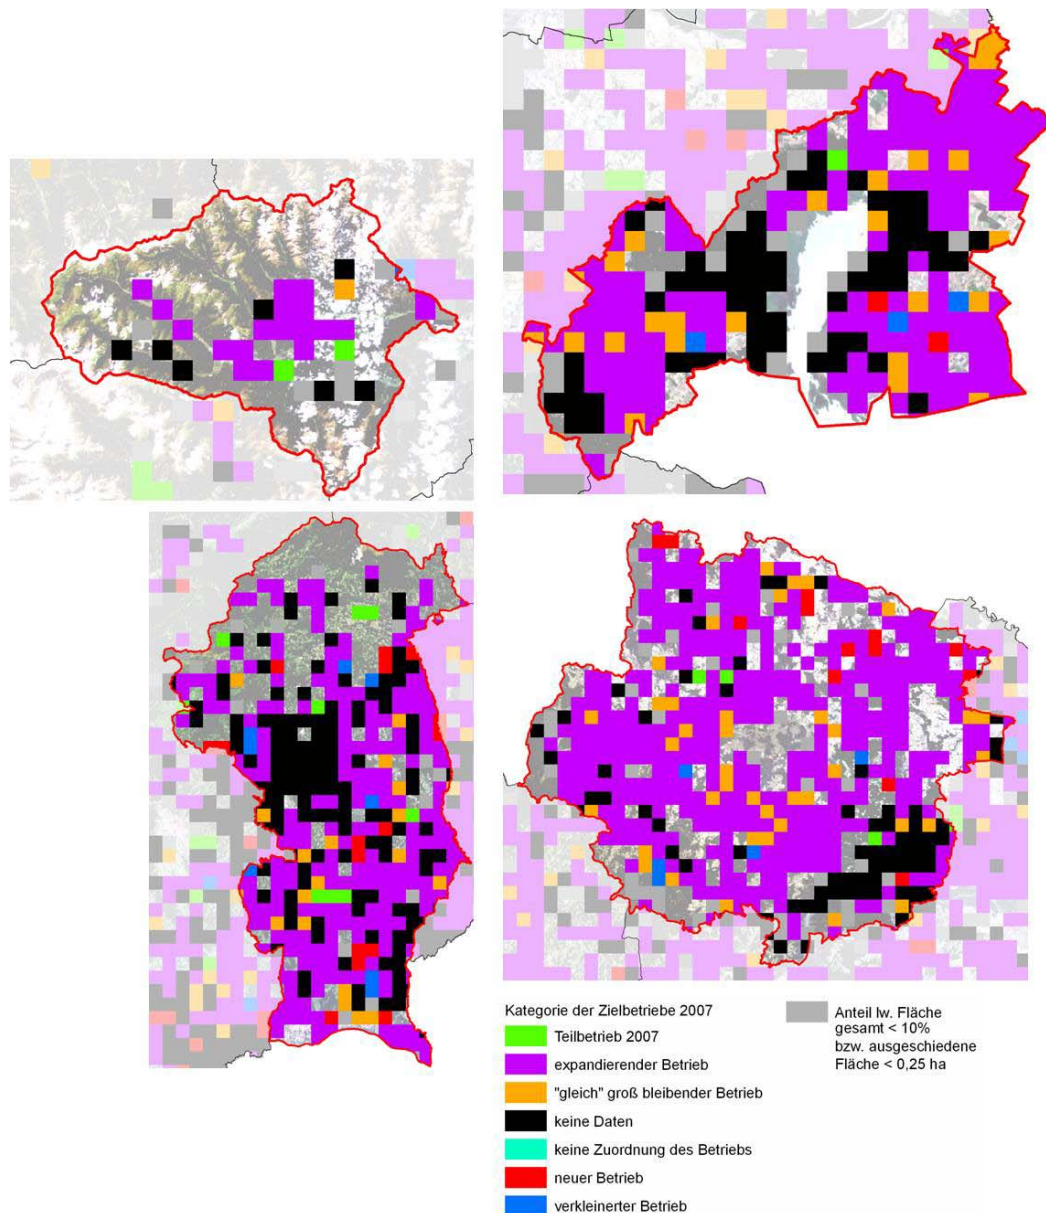 Kategorie der Zielbetriebe 2007
Teilbetrieb 2007
expandierender Betrieb
"gleich" groß bleibender Betrieb
keine Daten
keine Zuordnung des Betriebs
neuer Betrieb
verkleinerter Betrieb
Anteil lw. Fläche
gesamt < 10%
bzw. ausgeschiedene
Fläche < 0,25 ha